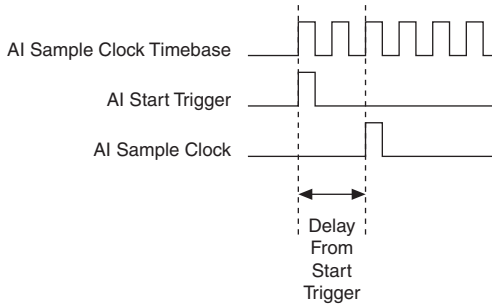 AI Sample Clock Timebase
AI Start Trigger
AI Sample Clock
Delay
From
Start
Trigger